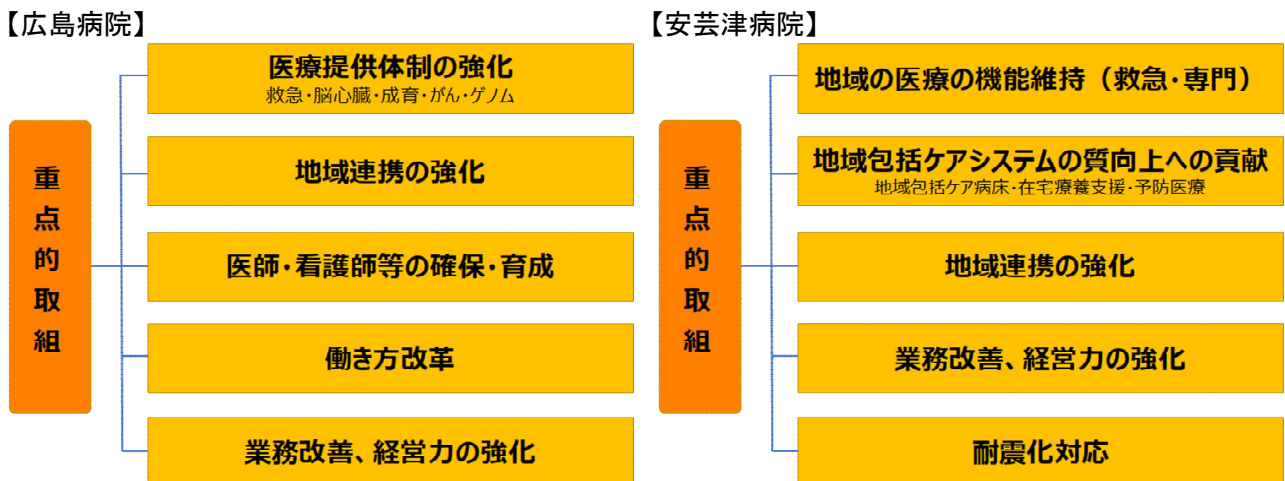 【広島病院】
重点的取組
医療提供体制の強化
救急・脳心臓・成育・がん・ゲノム
地域連携の強化
医師・看護師等の確保・育成
働き方改革
業務改善、経営力の強化
【安芸津病院】
重点的取組
地域の医療の機能維持（救急・専門）
地域包括ケアシステムの質向上への貢献
地域包括ケア病床・在宅療養支援・予防医療
地域連携の強化
業務改善、経営力の強化
耐震化対応